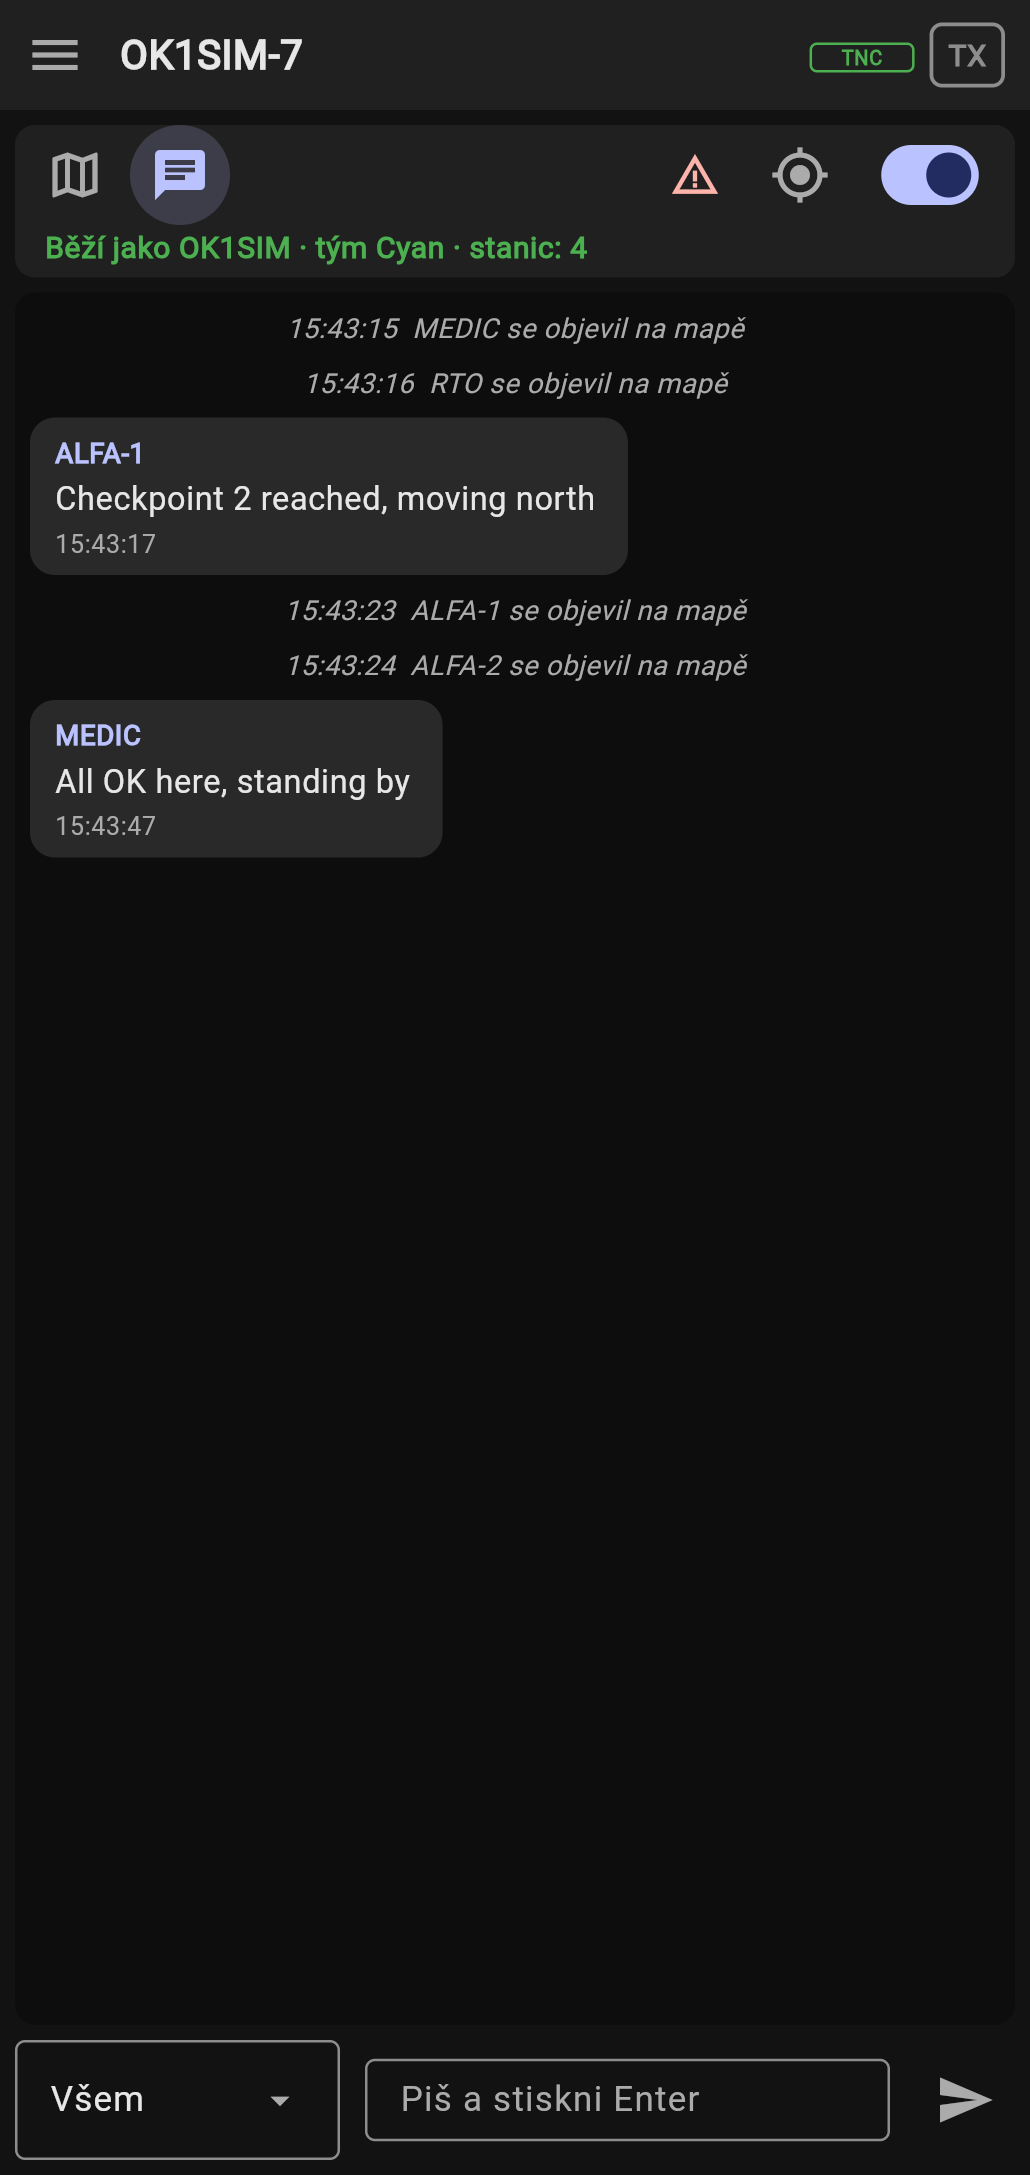 OK1SIM-7
TNC
TX
Běží jako OK1SIM · tým Cyan · stanic: 4
15:43:15 MEDIC se objevil na mapě
15:43:16 RTO se objevil na mapě
ALFA-1
Checkpoint 2 reached, moving north
15:43:17
15:43:23 ALFA-1 se objevil na mapě
15:43:24 ALFA-2 se objevil na mapě
MEDIC
All OK here, standing by
15:43:47
Všem
Piš a stiskni Enter